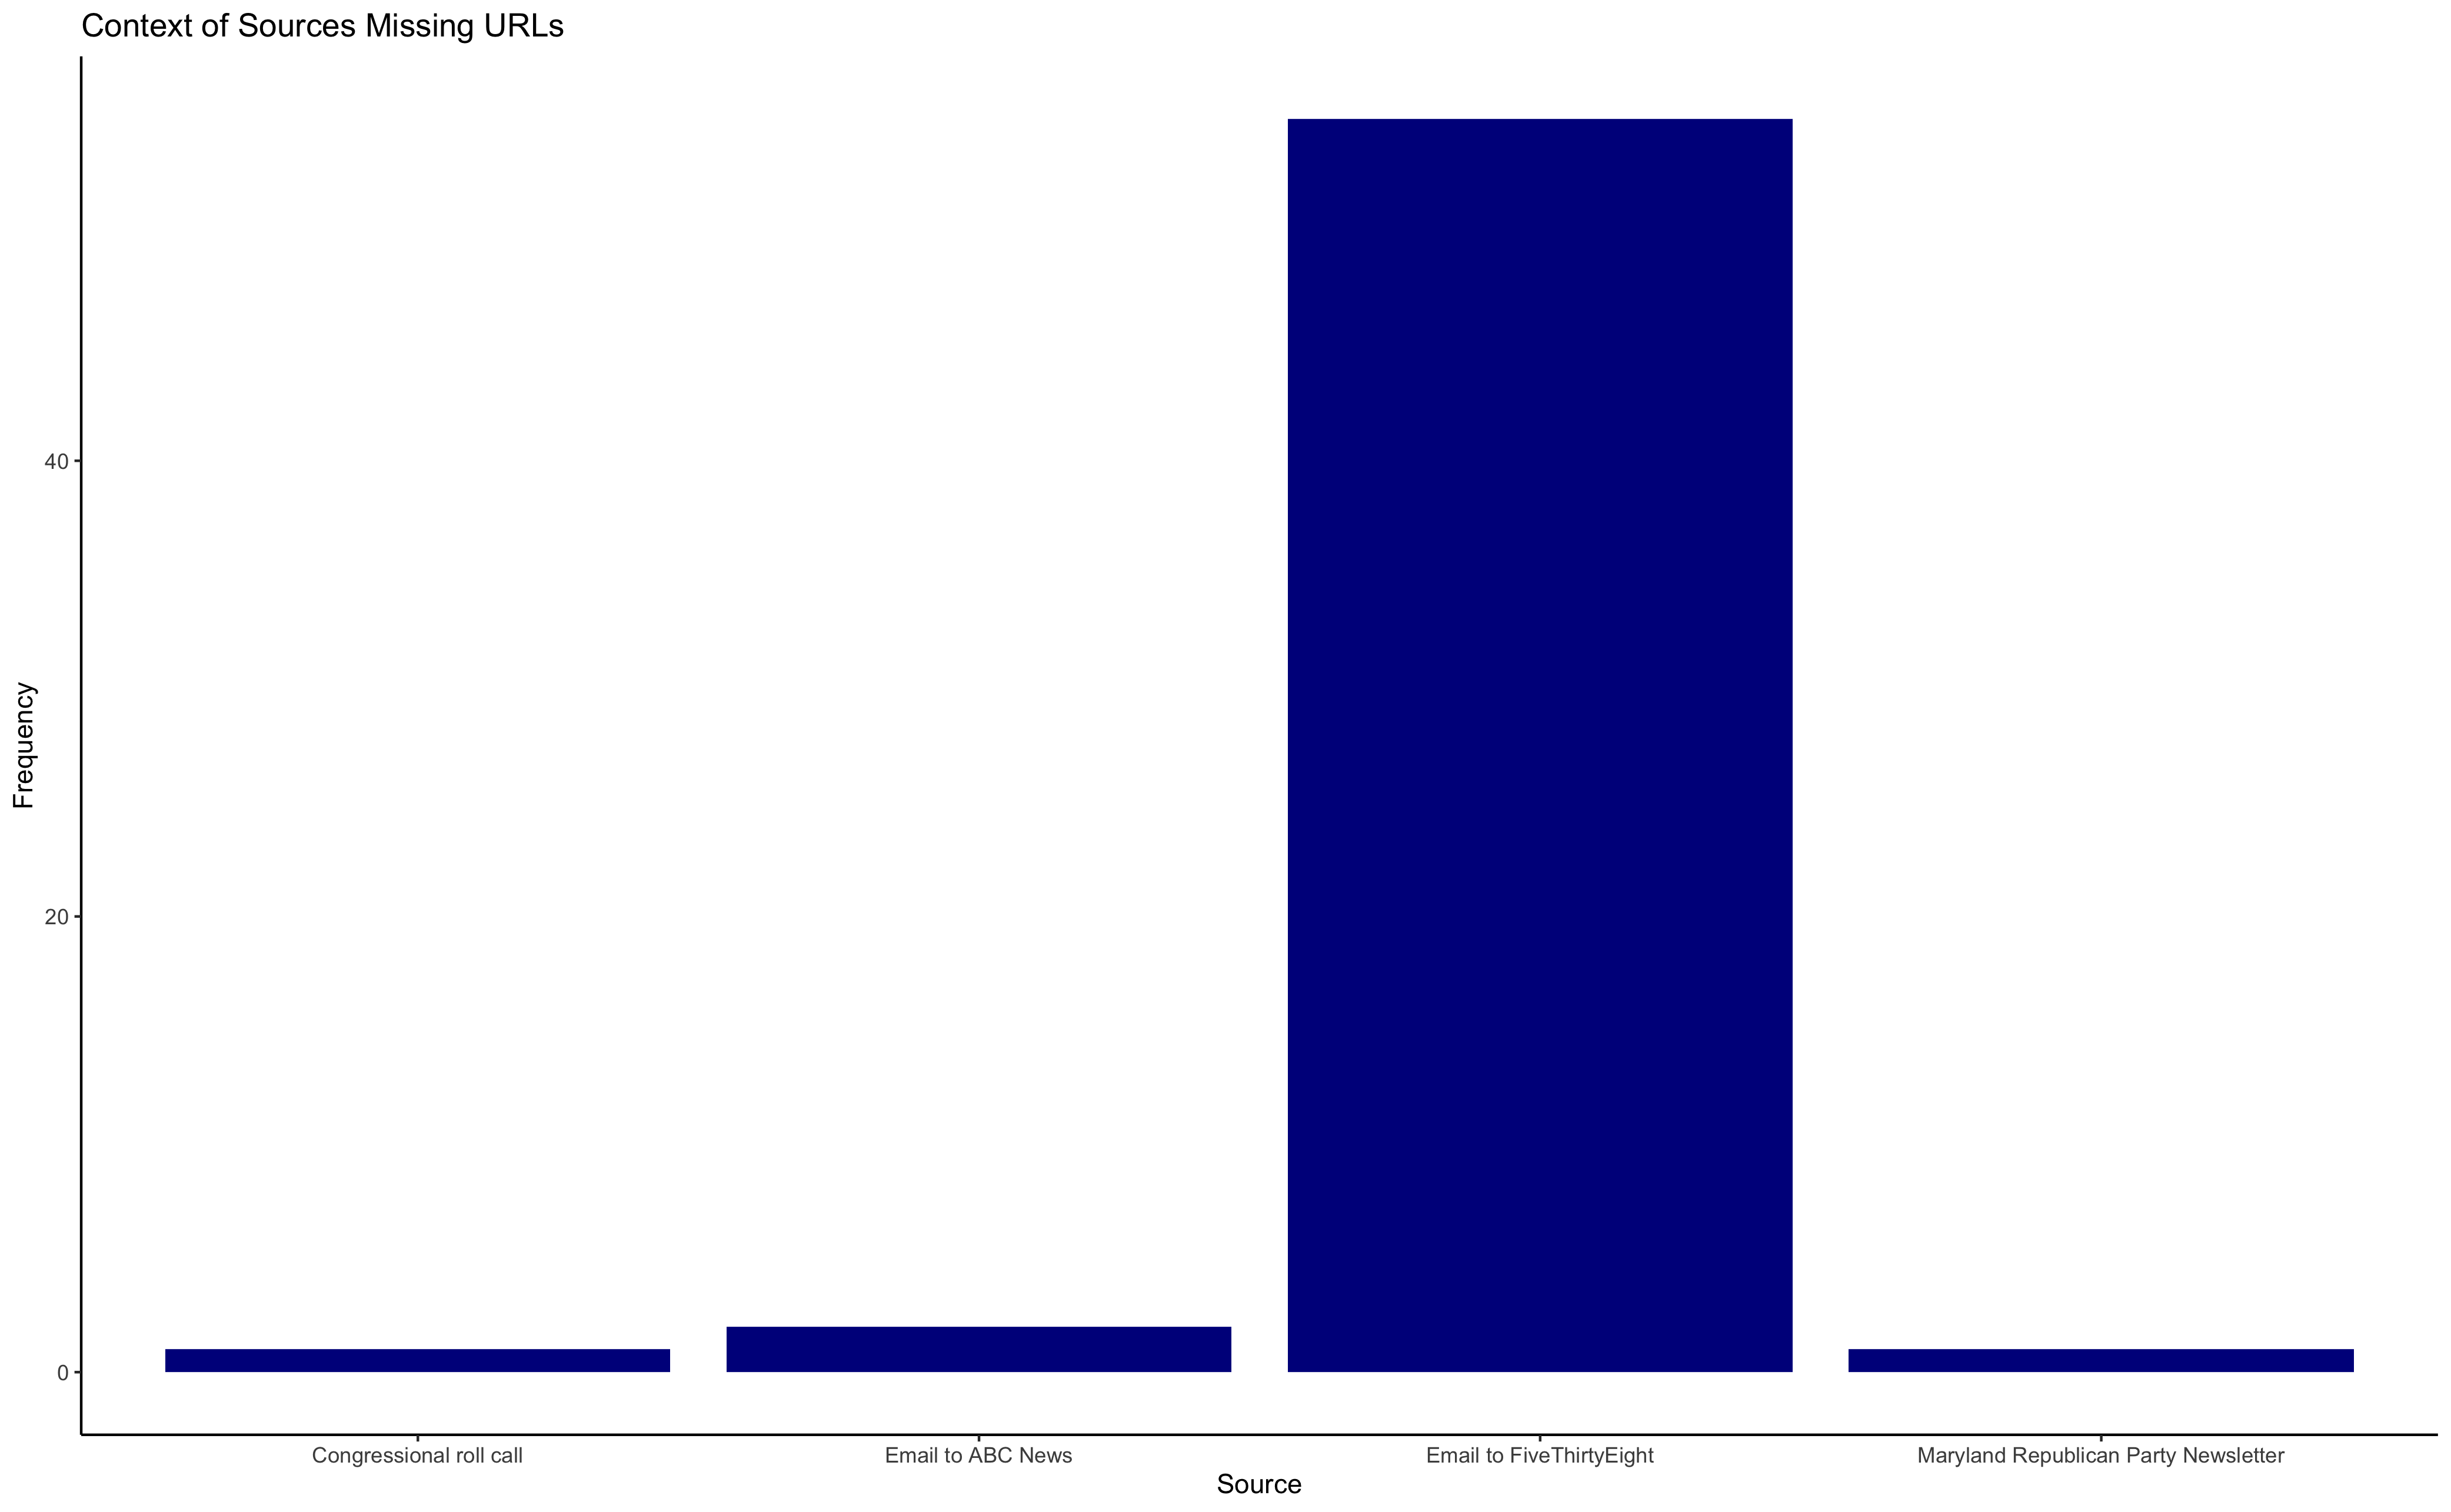 Context of Sources Missing URLs
Frequency
40
20
0
Congressional roll call
Email to ABC News
Email to FiveThirtyEight
Maryland Republican Party Newsletter
Source